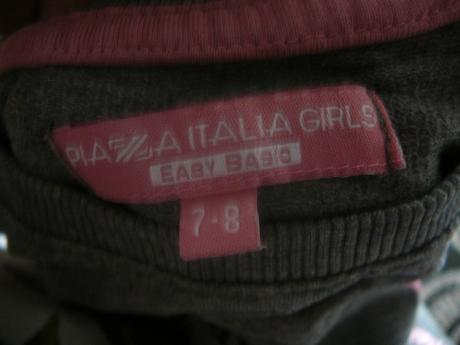 PIAZZA ITALIA GIRLS
EASY BASIC
7-8